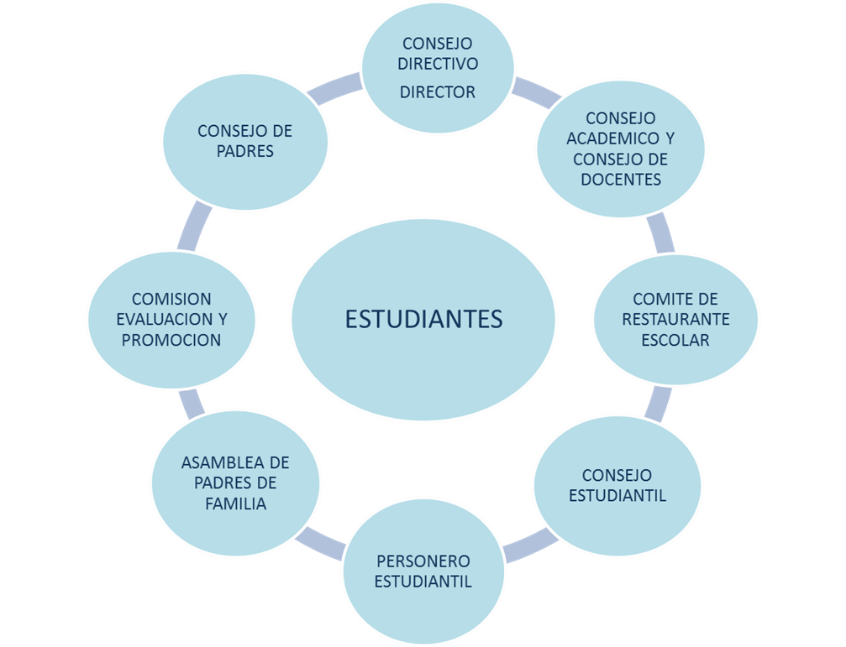 CONSEJO
DIRECTIVO
DIRECTOR
CONSEJO
ACADEMICO Y
CONSEJO DE
DOCENTES
COMITE DE
RESTAURANTE
ESCOLAR
CONSEJO
ESTUDIANTIL
PERSONERO
ESTUDIANTIL
ASAMBLEA DE
PADRES DE
FAMILIA
COMISION
EVALUACION Y
PROMOCION
CONSEJO DE
PADRES
ESTUDIANTES